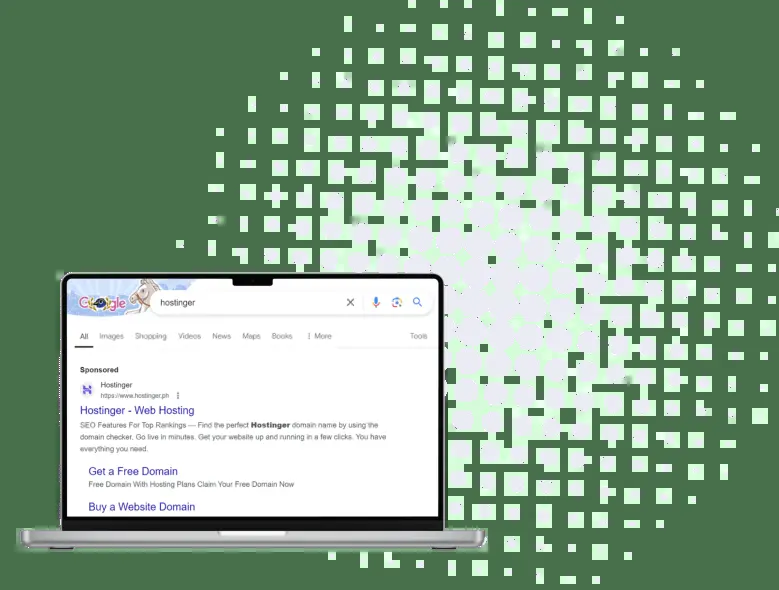 Google
hostinger
All Images Shopping Videos News Maps Books More Tools
Sponsored
Hostinger
https://www.hostinger.ph
Hostinger - Web Hosting
SEO Features For Top Rankings — Find the perfect Hostinger domain name by using the
domain checker. Go live in minutes. Get your website up and running in a few clicks. You have
everything you need.
Get a Free Domain
Free Domain With Hosting Plans Claim Your Free Domain Now
Buy a Website Domain